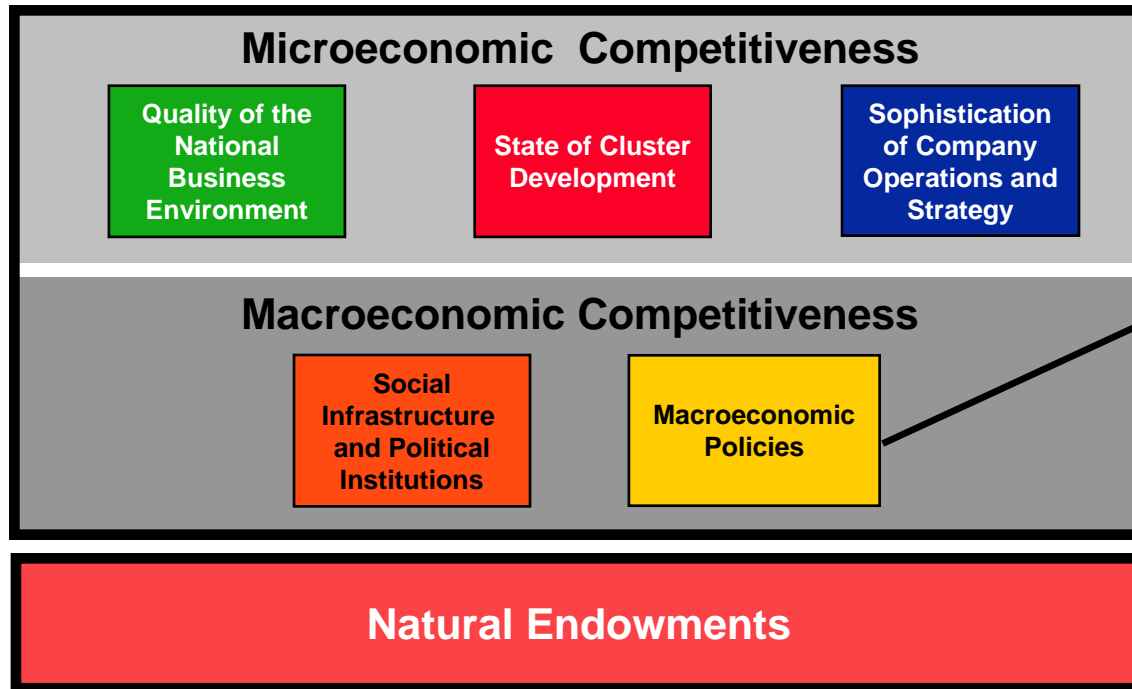 Microeconomic Competitiveness
Quality of the
National
Business
Environment
State of Cluster
Development
Sophistication
of Company
Operations and
Strategy
Macroeconomic Competitiveness
Social
Infrastructure
and Political
Institutions
Macroeconomic
Policies
Natural Endowments